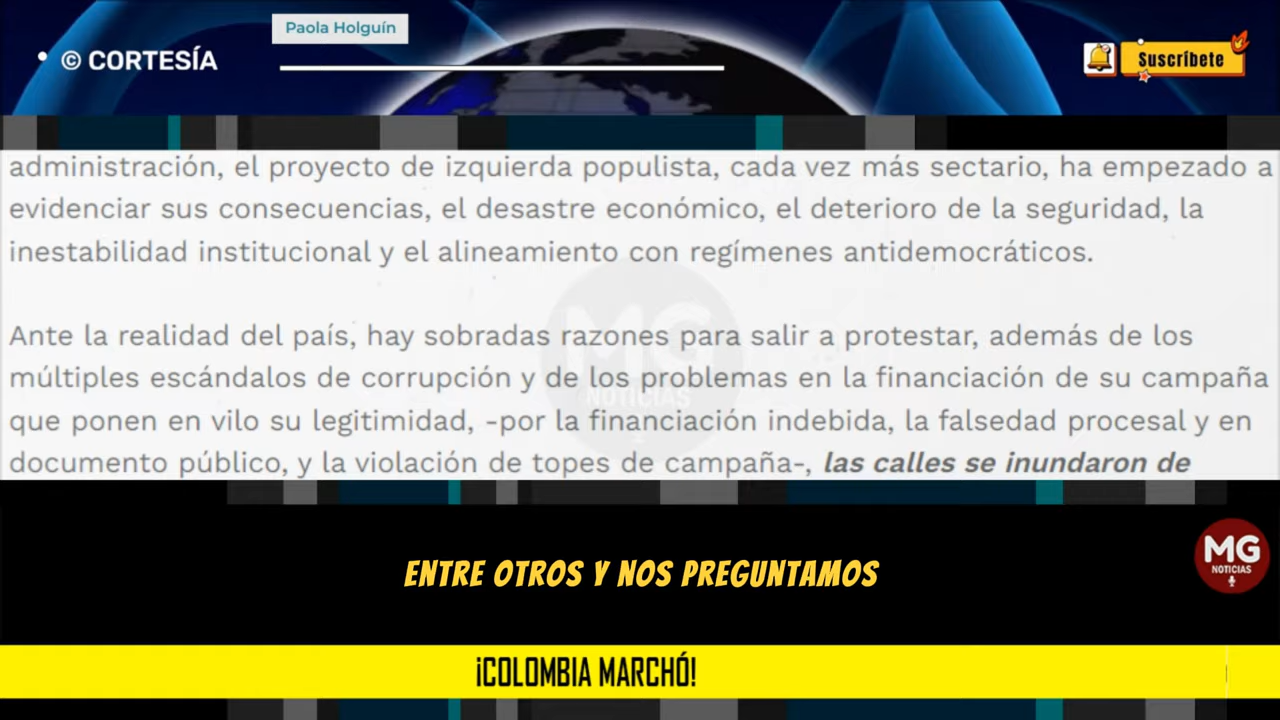 Paola Holguín
© CORTESÍA
Suscríbete
administración, el proyecto de izquierda populista, cada vez más sectario, ha empezado a
evidenciar sus consecuencias, el desastre económico, el deterioro de la seguridad, la
inestabilidad institucional y el alineamiento con regímenes antidemocráticos.
Ante la realidad del país, hay sobradas razones para salir a protestar, además de los
múltiples escándalos de corrupción y de los problemas en la financiación de su campaña
que ponen en vilo su legitimidad, -por la financiación indebida, la falsedad procesal y en
documento público, y la violación de topes de campaña-, las calles se inundaron de
MG
NOTICIAS
ENTRE OTROS Y NOS PREGUNTAMOS
MG
NOTICIAS
¡COLOMBIA MARCHÓ!